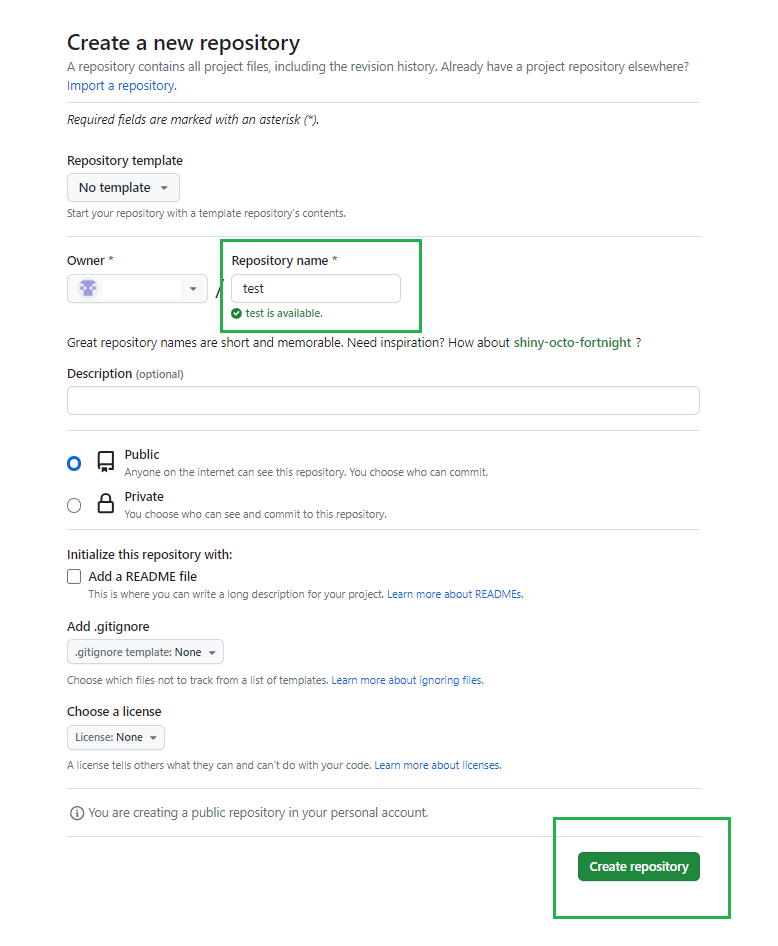 Create a new repository
A repository contains all project files, including the revision history. Already have a project repository elsewhere?
Import a repository.
Required fields are marked with an asterisk (*).
Repository template
No template
Start your repository with a template repository's contents.
Owner * Repository name *
/ test
test is available.
Great repository names are short and memorable. Need inspiration? How about shiny-octo-fortnight ?
Description (optional)
Public
Anyone on the internet can see this repository. You choose who can commit.
Private
You choose who can see and commit to this repository.
Initialize this repository with:
Add a README file
This is where you can write a long description for your project. Learn more about READMEs.
Add .gitignore
.gitignore template: None
Choose which files not to track from a list of templates. Learn more about ignoring files.
Choose a license
License: None
A license tells others what they can and can't do with your code. Learn more about licenses.
You are creating a public repository in your personal account.
Create repository